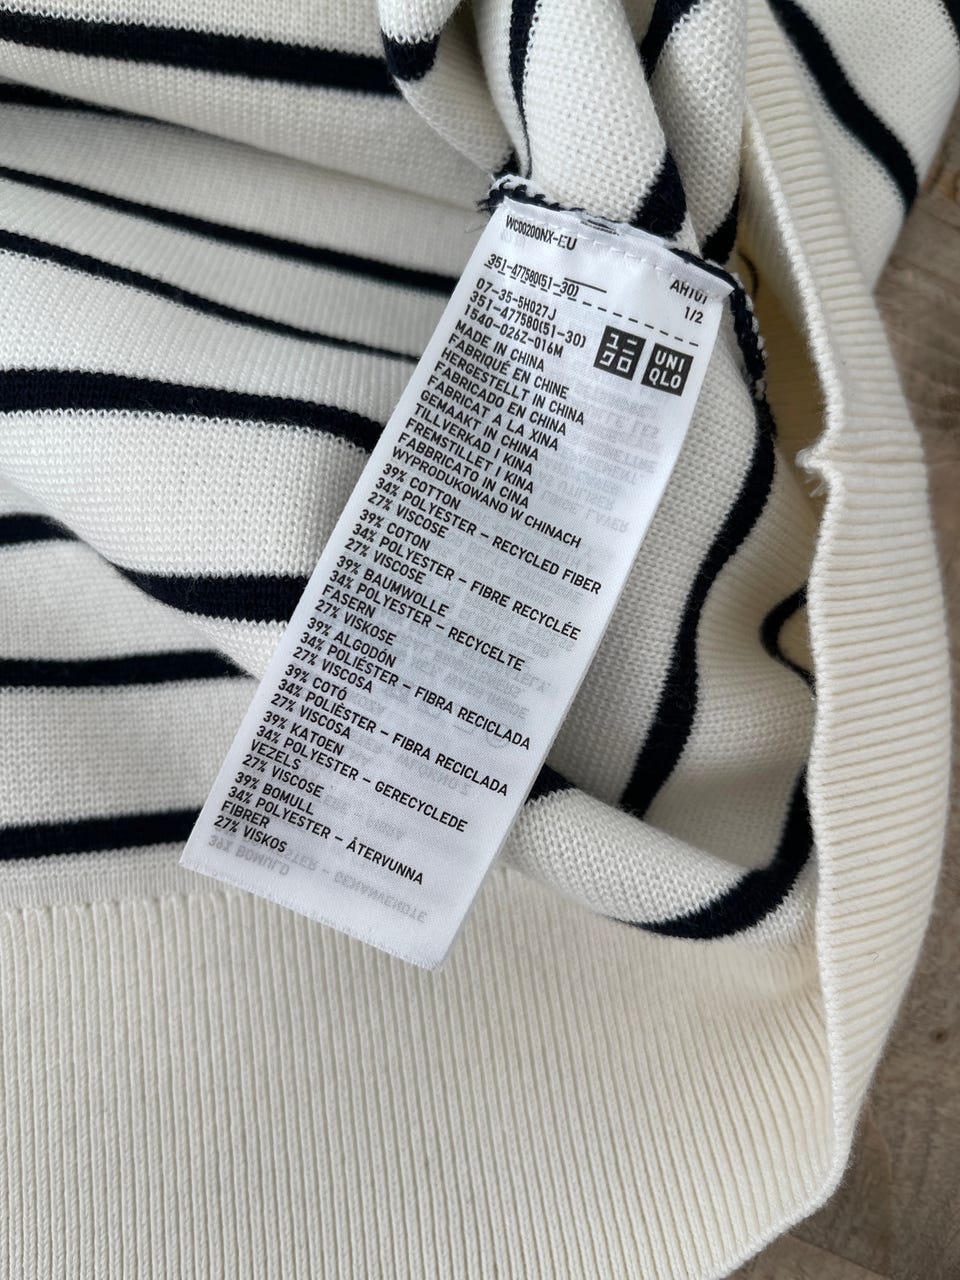 WC00200NX-EU
AH101
351-477580(51-30)
1/2
07-35-5H027J
351-477580(51-30)
1540-026Z-016M
ユニ
クロ
UNI
QLO
MADE IN CHINA
FABRIQUÉ EN CHINE
HERGESTELLT IN CHINA
FABRICADO EN CHINA
FABRICAT A LA XINA
GEMAAKT IN CHINA
TILLVERKAD I KINA
FREMSTILLET I KINA
FABBRICATO IN CINA
WYPRODUKOWANO W CHINACH
39% COTTON
34% POLYESTER - RECYCLED FIBER
27% VISCOSE
39% COTON
34% POLYESTER - FIBRE RECYCLÉE
27% VISCOSE
39% BAUMWOLLE
34% POLYESTER - RECYCELTE
FASERN
27% VISKOSE
39% ALGODÓN
34% POLIÉSTER - FIBRA RECICLADA
27% VISCOSA
39% COTÓ
34% POLIÈSTER - FIBRA RECICLADA
27% VISCOSA
39% KATOEN
34% POLYESTER - GERECYCLEDE
VEZELS
27% VISCOSE
39% BOMULL
34% POLYESTER - ÅTERVUNNA
FIBRER
27% VISKOS